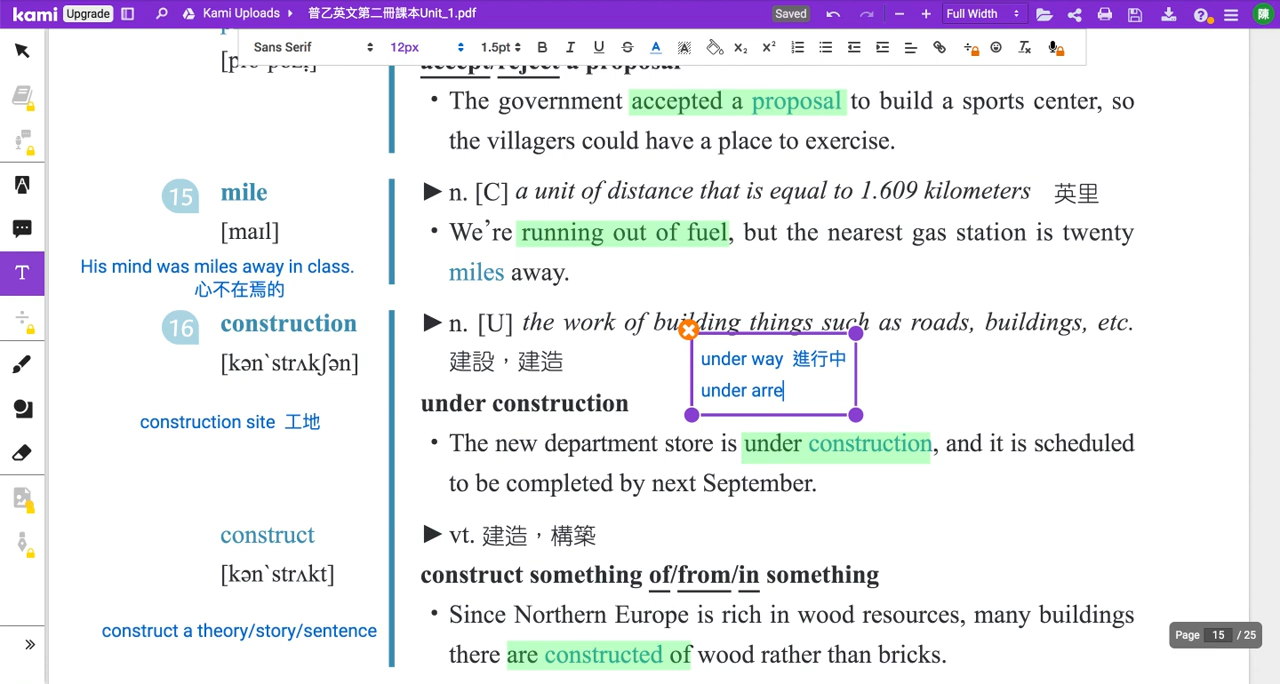 kami Upgrade Kami Uploads 普乙英文第二冊課本Unit_1.pdf Saved Full Width 陳
Sans Serif 12px 1.5pt
accept/reject a proposal
• The government accepted a proposal to build a sports center, so
the villagers could have a place to exercise.
15 mile
[maɪl]
▶ n. [C] a unit of distance that is equal to 1.609 kilometers 英里
• We’re running out of fuel, but the nearest gas station is twenty
miles away.
His mind was miles away in class.
心不在焉的
16 construction
[kən`strʌkʃən]
▶ n. [U] the work of building things such as roads, buildings, etc.
建設，建造
under way 進行中
under arre
under construction
construction site 工地
• The new department store is under construction, and it is scheduled
to be completed by next September.
construct
[kən`strʌkt]
▶ vt. 建造，構築
construct something of/from/in something
• Since Northern Europe is rich in wood resources, many buildings
there are constructed of wood rather than bricks.
construct a theory/story/sentence
Page 15 / 25